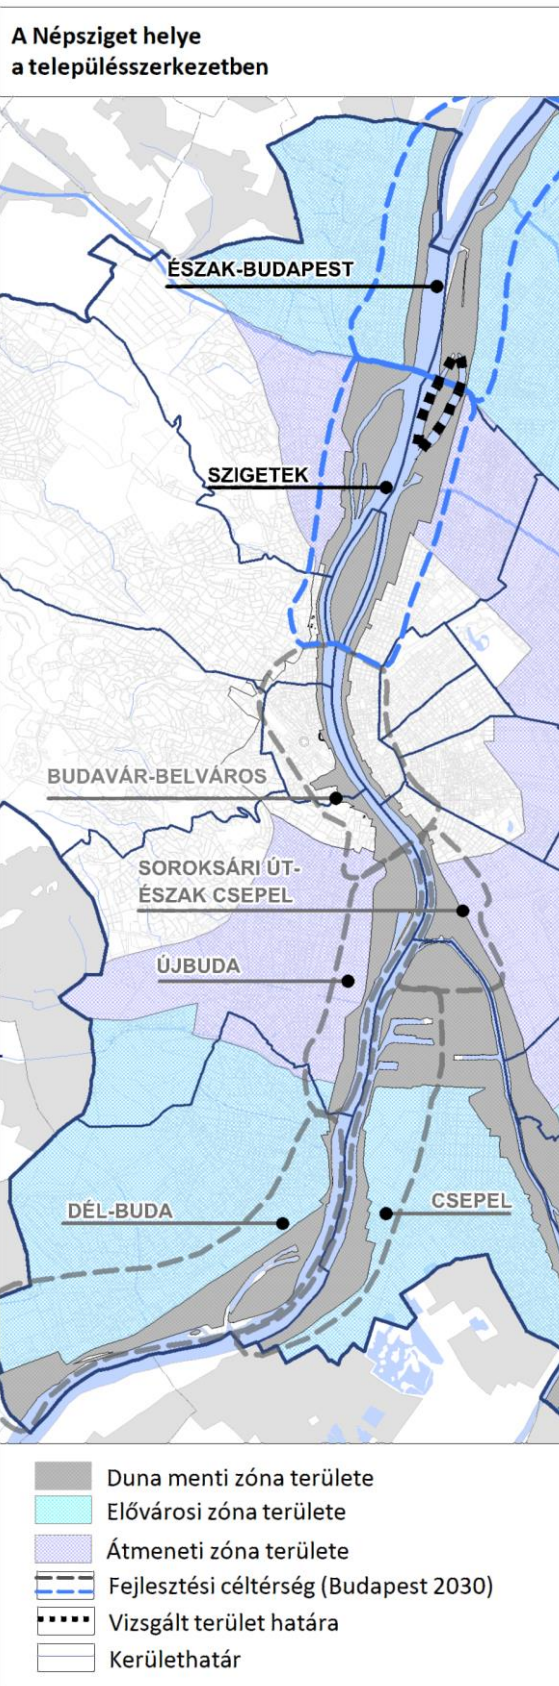 A Népsziget helye
a településszerkezetben
ÉSZAK-BUDAPEST
SZIGETEK
BUDAVÁR-BELVÁROS
SOROKSÁRI ÚT-
ÉSZAK CSEPEL
ÚJBUDA
DÉL-BUDA
CSEPEL
Duna menti zóna területe
Elővárosi zóna területe
Átmeneti zóna területe
Fejlesztési céltérség (Budapest 2030)
Vizsgált terület határa
Kerülethatár